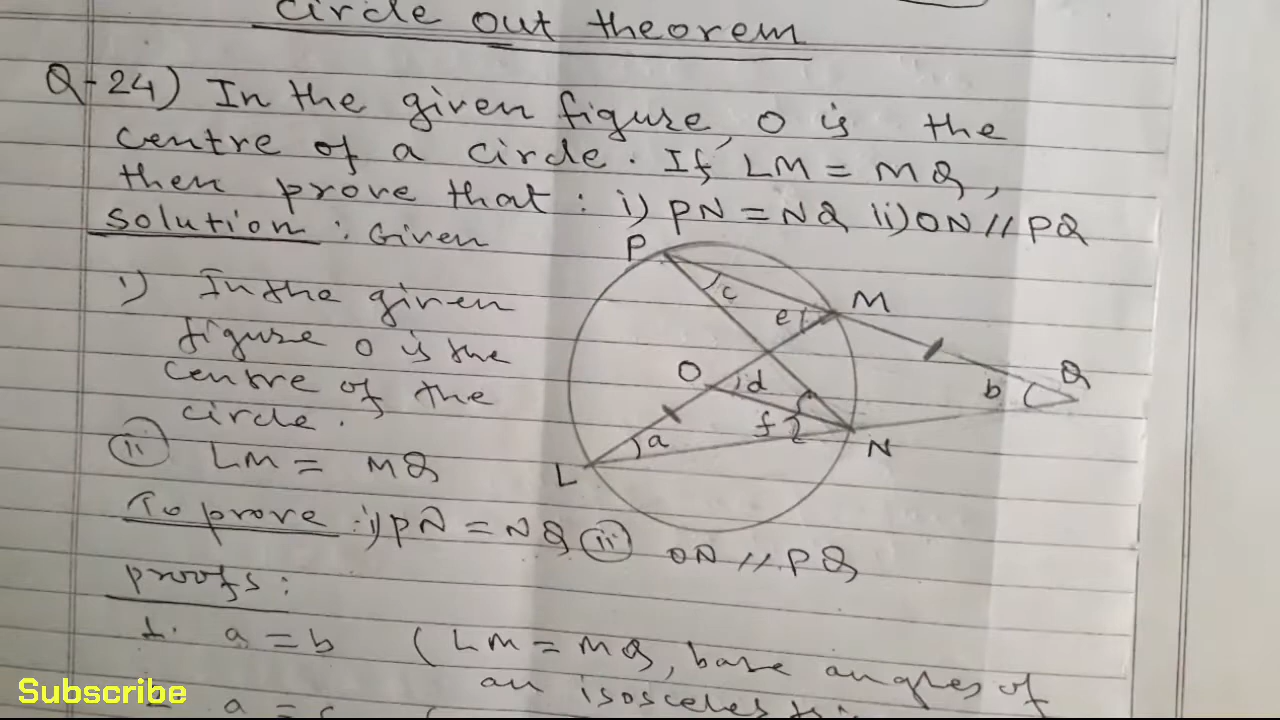 circle out theorem
Q-24) In the given figure, O is the
centre of a circle. If LM = MQ,
then prove that : i) PN = NQ ii) ON // PQ
solution : Given
i) In the given
figure O is the
centre of the
circle.
ii) LM = MQ
P
c
M
e
O
d
b
Q
a
f
N
L
To prove : i) PN = NQ ii) ON // PQ
proofs :
1. a = b ( LM = MQ, base angles of
an isosceles
a =
Subscribe